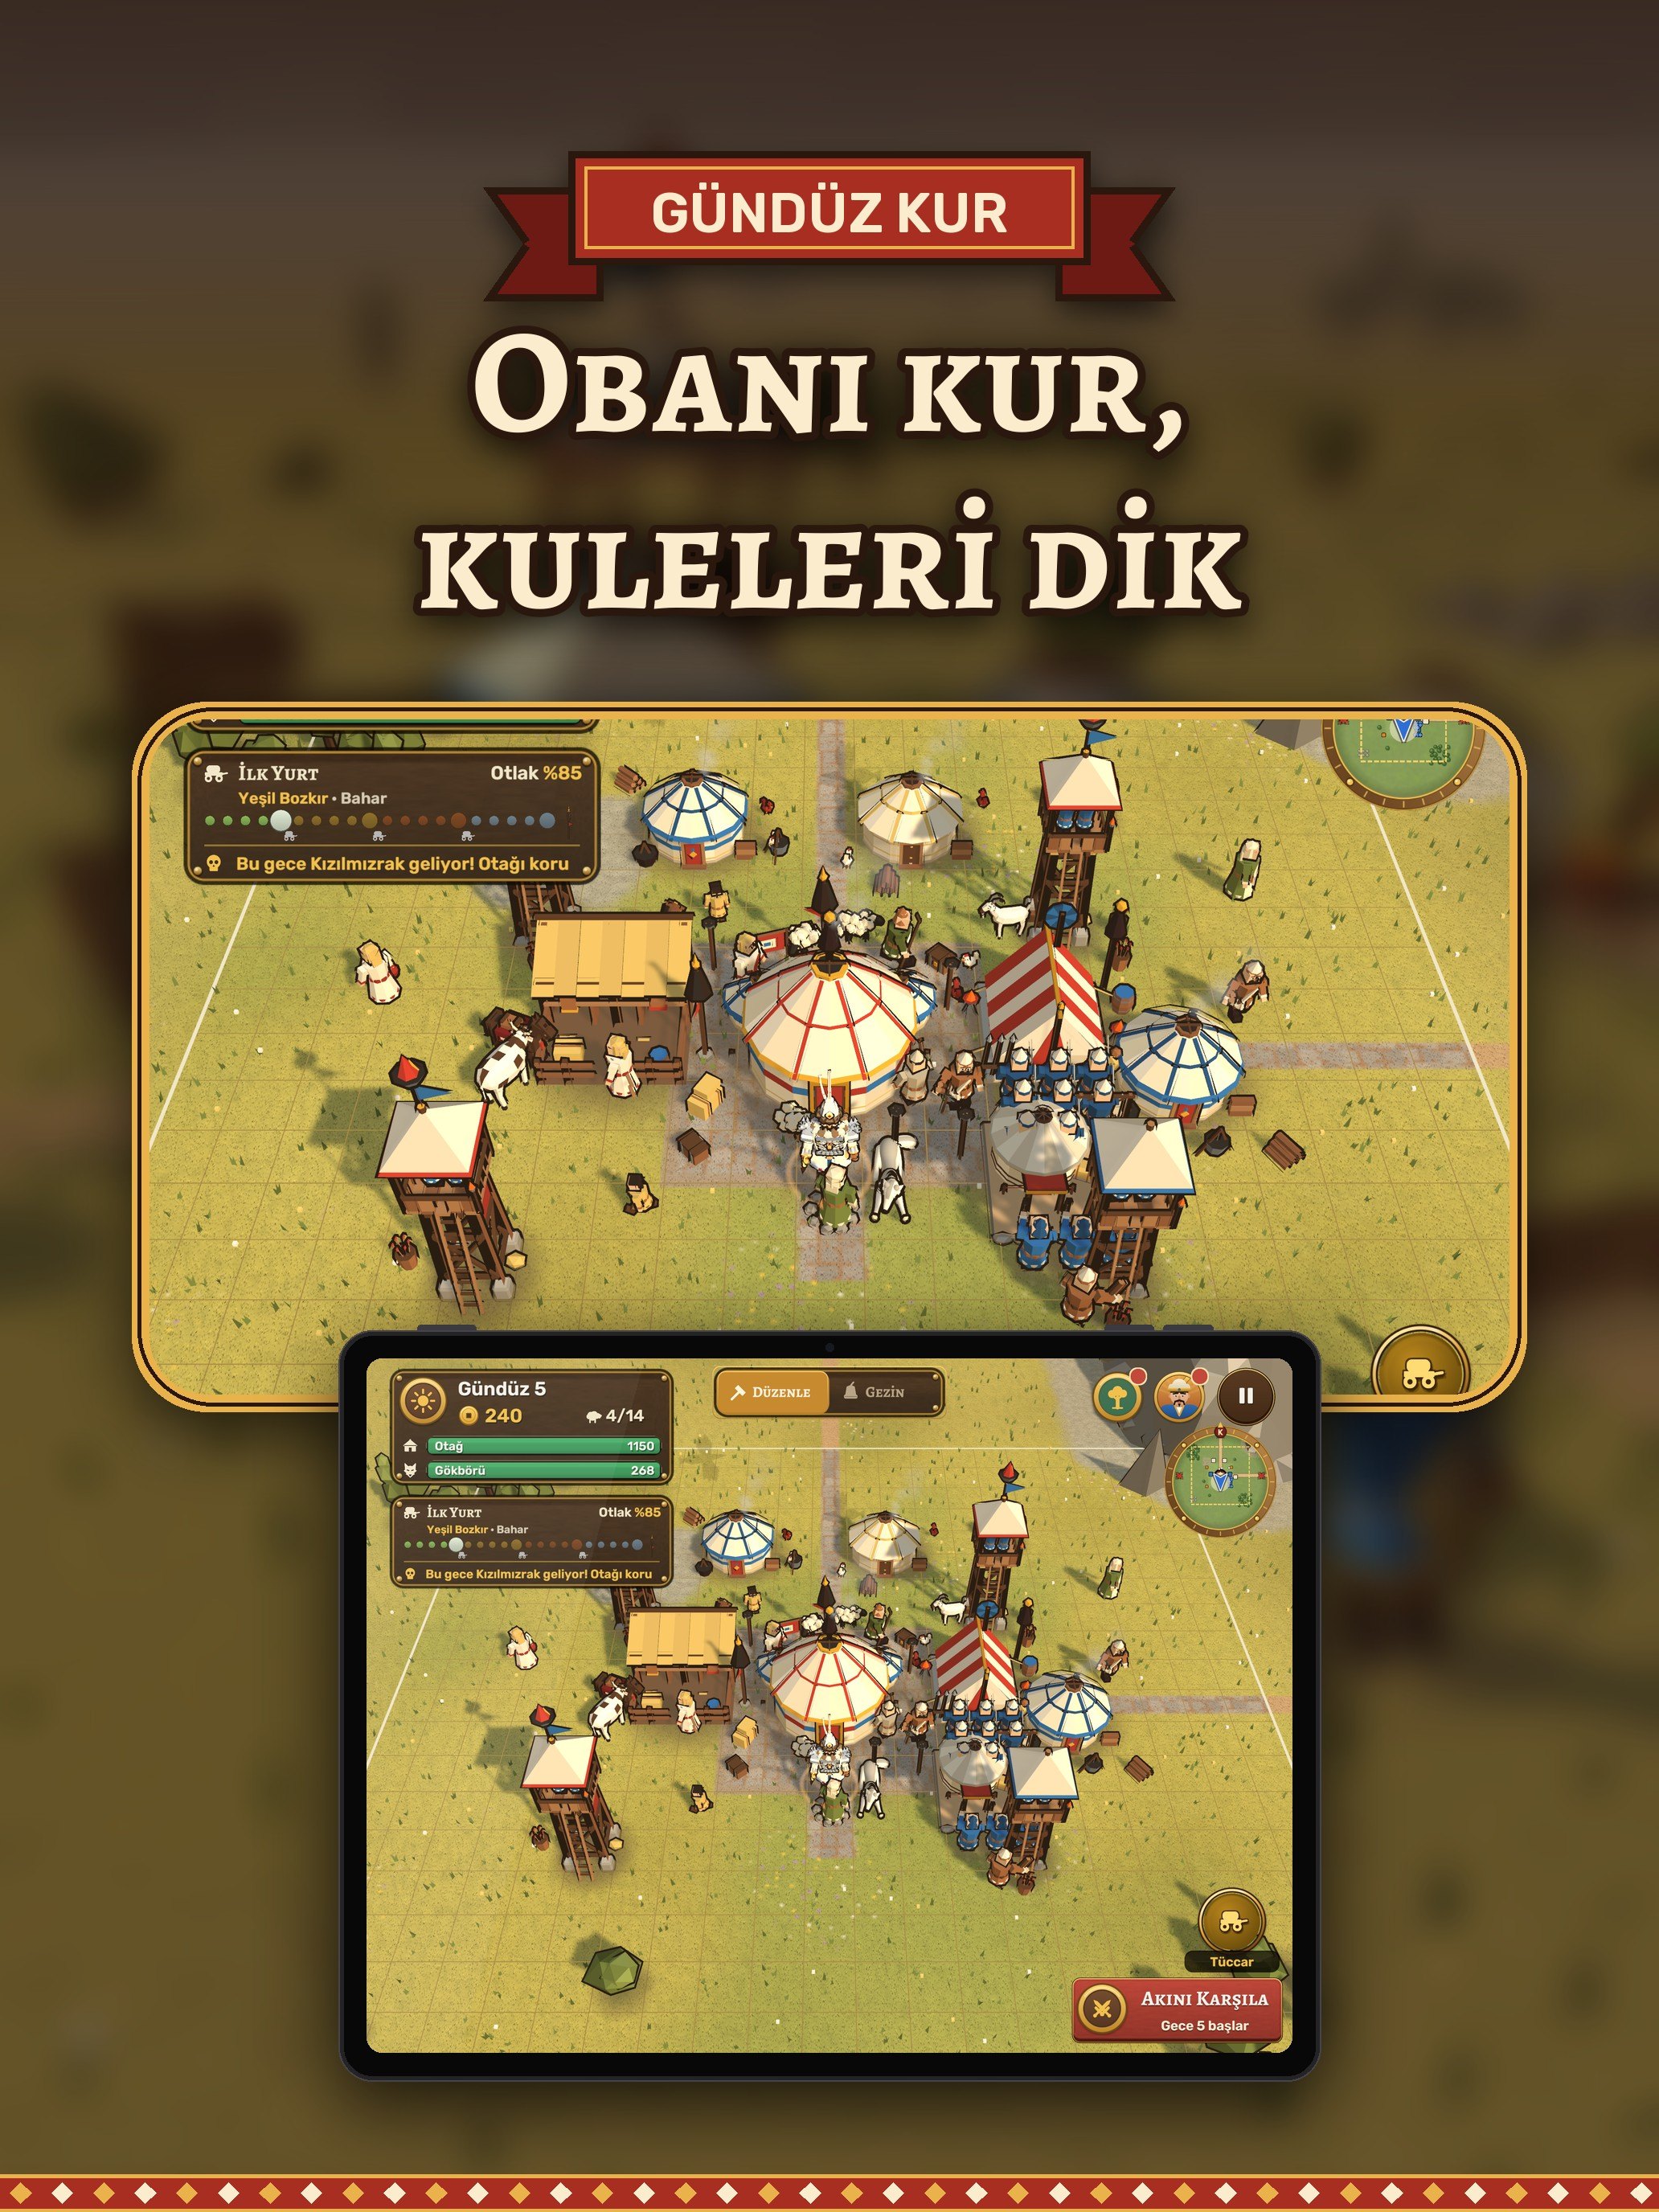 GÜNDÜZ KUR
OBANI KUR,
KULELERİ DİK
İLK YURT
Otlak %85
Yeşil Bozkır • Bahar
Bu gece Kızılmızrak geliyor! Otağı koru
Gündüz 5
240
4/14
Otağ 1150
Gökbörü 268
DÜZENLE
GEZİN
K
İLK YURT
Otlak %85
Yeşil Bozkır • Bahar
Bu gece Kızılmızrak geliyor! Otağı koru
Tüccar
AKINI KARŞILA
Gece 5 başlar